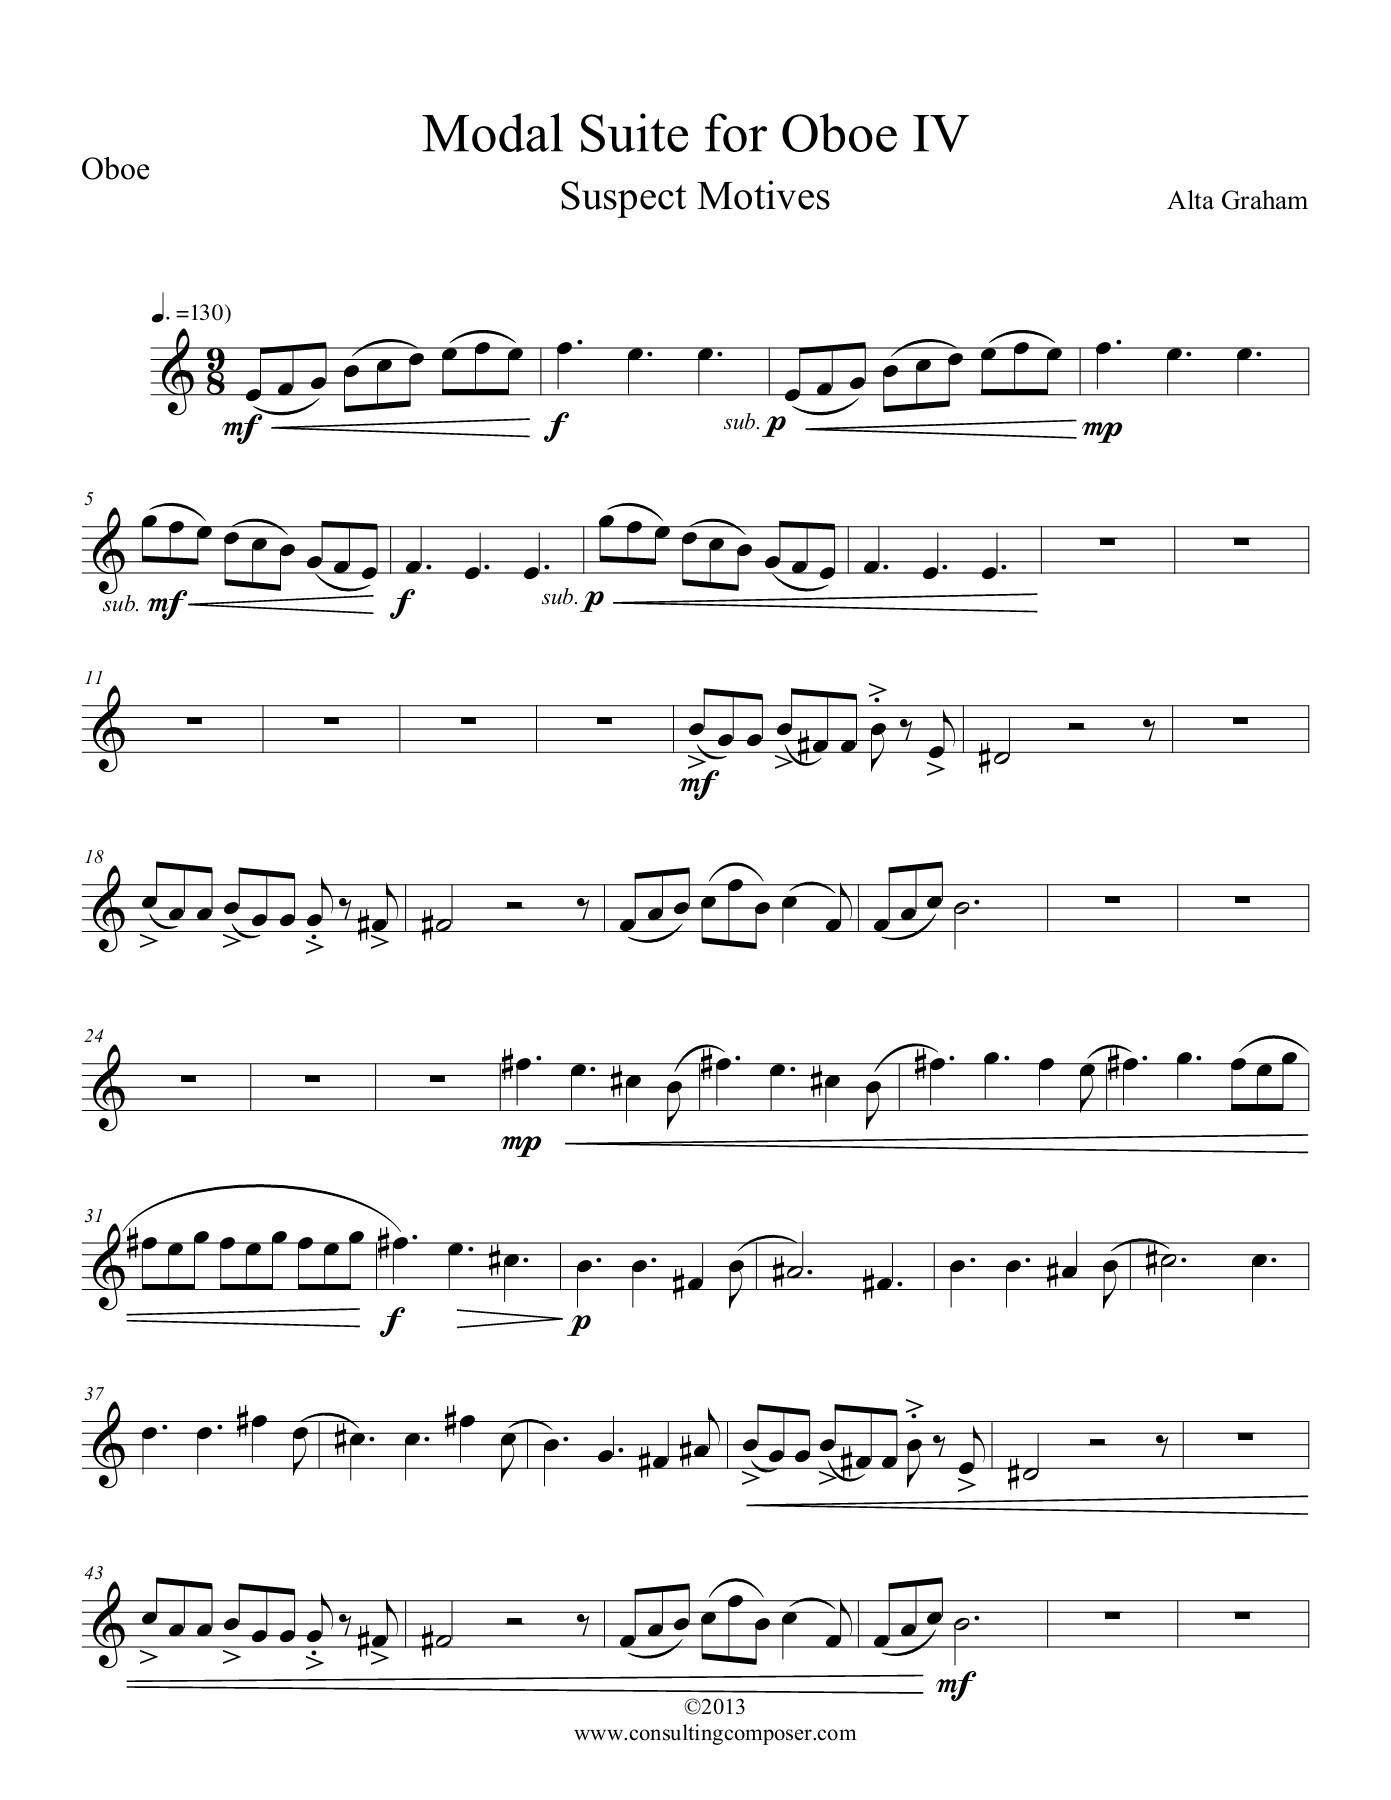 Modal Suite for Oboe IV
Oboe
Suspect Motives
Alta Graham
♩. =130)
9
8
mf f sub. p mp
5
sub. mf f sub. p
11
mf
18
24
mp
31
f p
37
43
mf
©2013
www.consultingcomposer.com